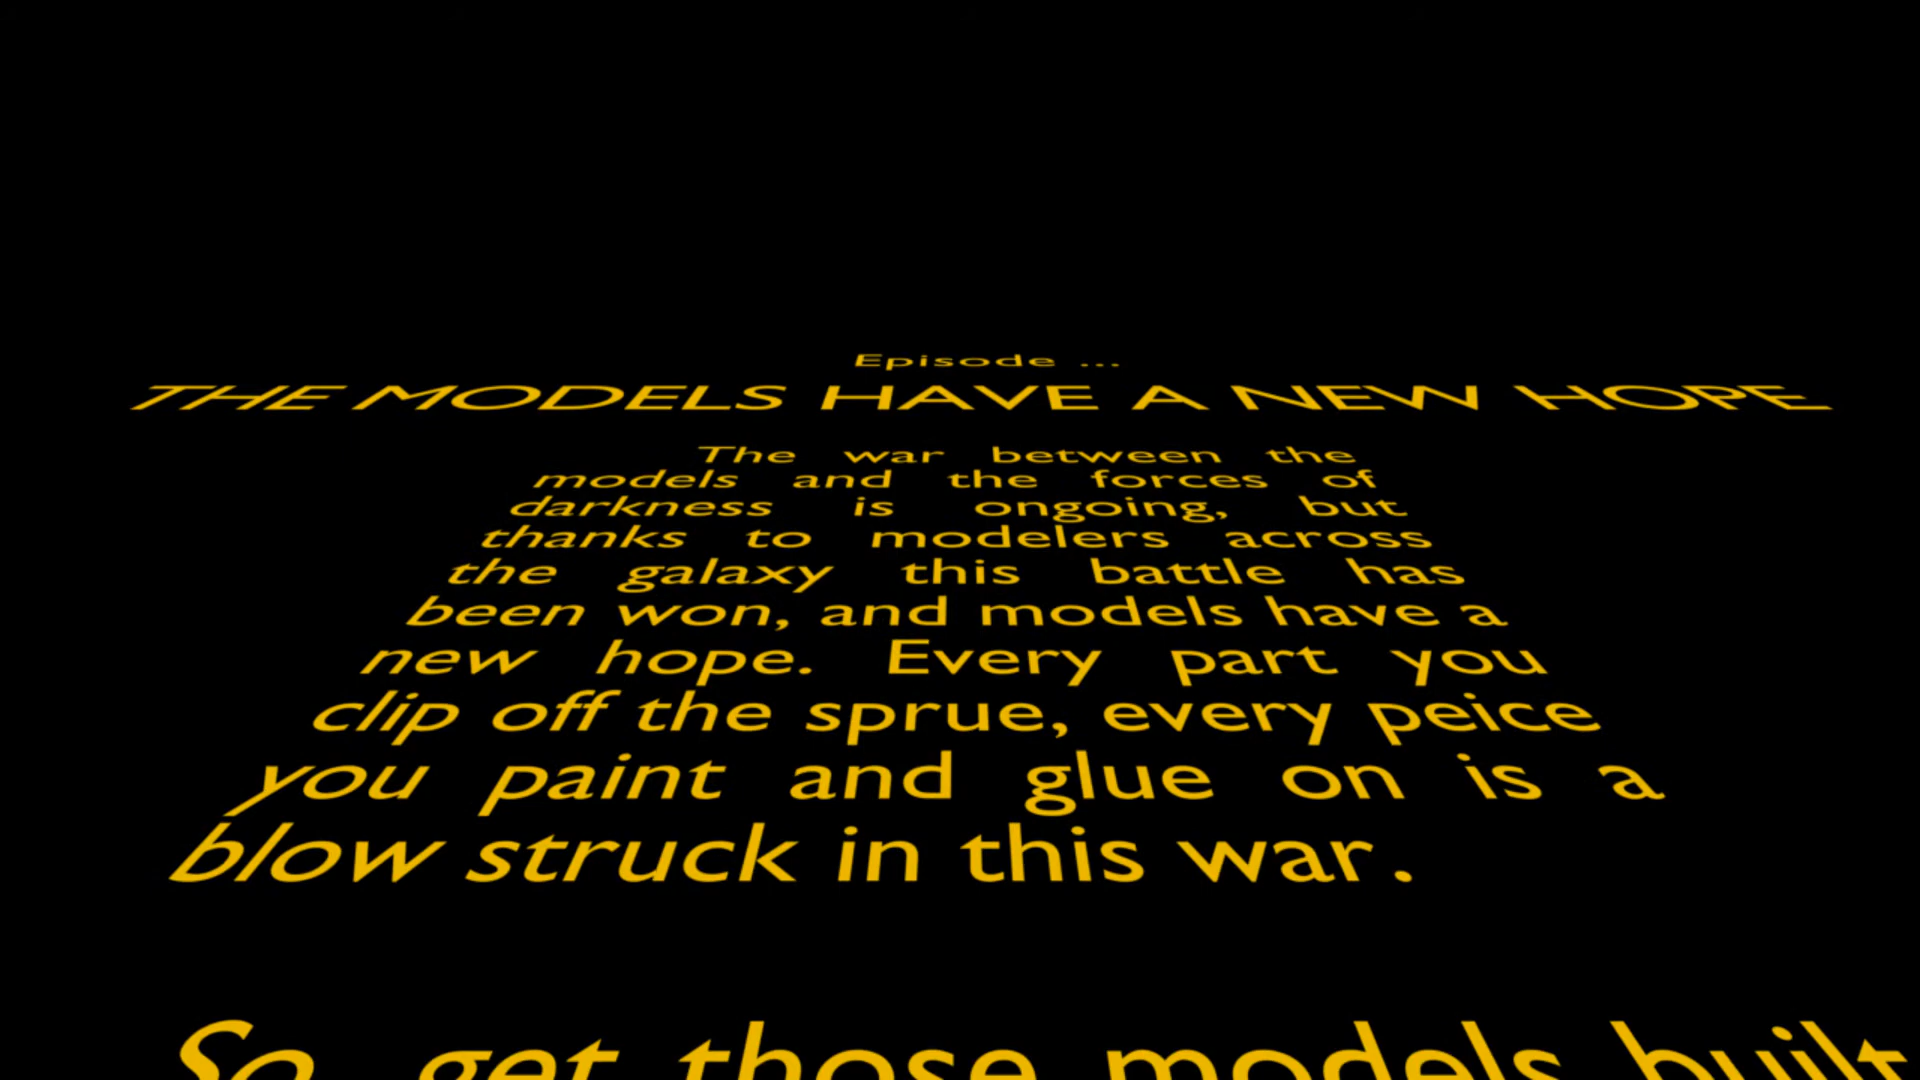 Episode ...
THE MODELS HAVE A NEW HOPE
The war between the
models and the forces of
darkness is ongoing, but
thanks to modelers across
the galaxy this battle has
been won, and models have a
new hope. Every part you
clip off the sprue, every peice
you paint and glue on is a
blow struck in this war.
So get those models built